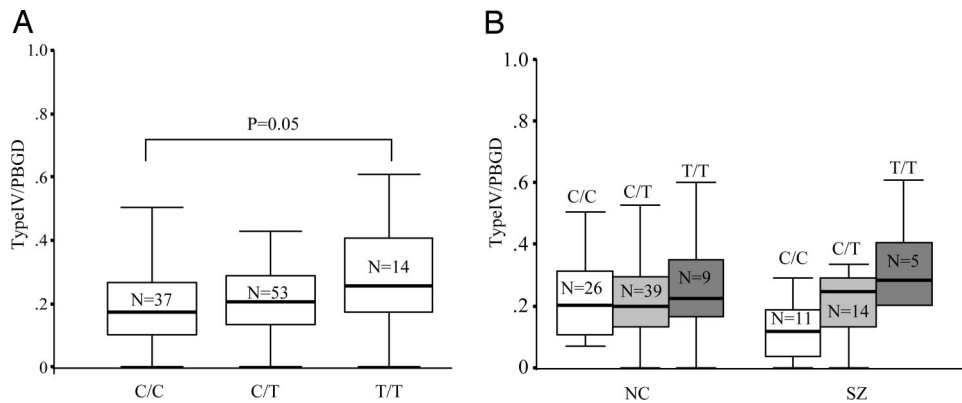 A
TypeIV/PBGD
1.0
.8
.6
.4
.2
0
P=0.05
N=37
N=53
N=14
C/C
C/T
T/T
B
TypeIV/PBGD
1.0
.8
.6
.4
.2
0
C/C
C/T
T/T
N=26
N=39
N=9
C/C
C/T
T/T
N=11
N=14
N=5
NC
SZ